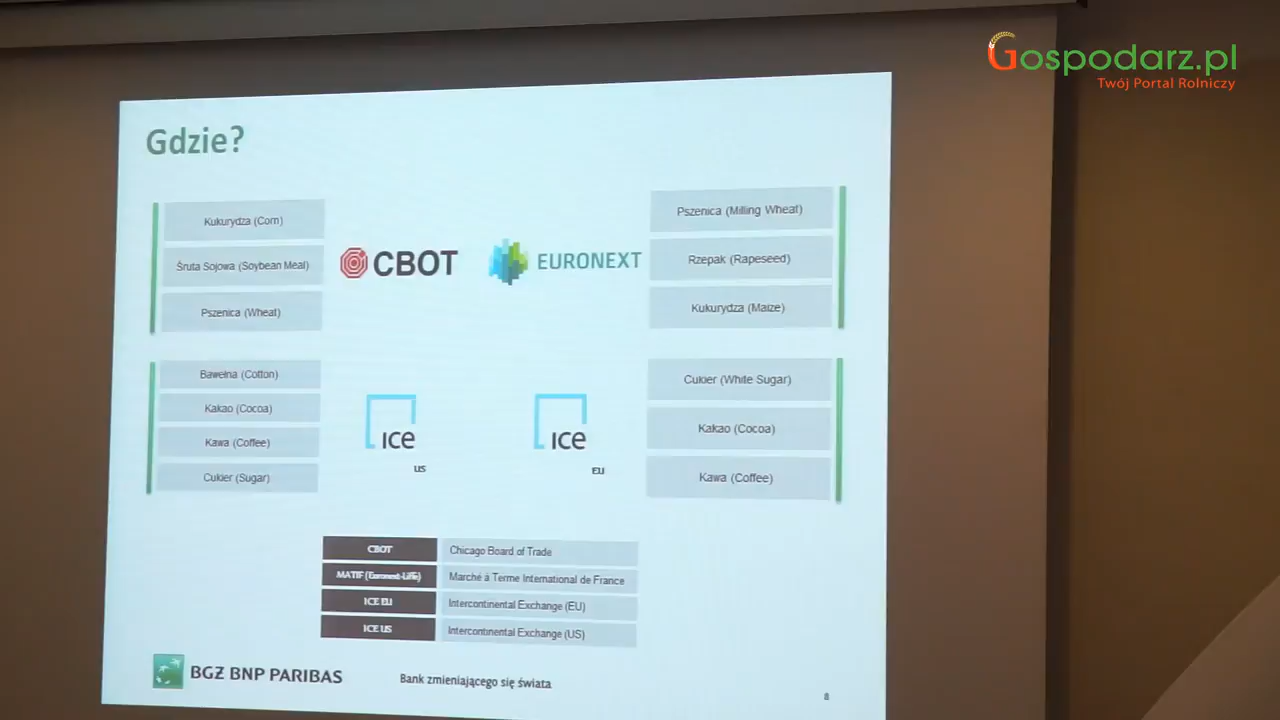 Gospodarz.pl
Twój Portal Rolniczy
Gdzie?
Kukurydza (Corn)
Śruta Sojowa (Soybean Meal)
Pszenica (Wheat)
CBOT
EURONEXT
Pszenica (Milling Wheat)
Rzepak (Rapeseed)
Kukurydza (Maize)
Bawełna (Cotton)
Kakao (Cocoa)
Kawa (Coffee)
Cukier (Sugar)
ice
US
ice
EU
Cukier (White Sugar)
Kakao (Cocoa)
Kawa (Coffee)
CBOT Chicago Board of Trade
MATIF (Euronext-Liffe) Marché à Terme International de France
ICE EU Intercontinental Exchange (EU)
ICE US Intercontinental Exchange (US)
BGŻ BNP PARIBAS
Bank zmieniającego się świata
8